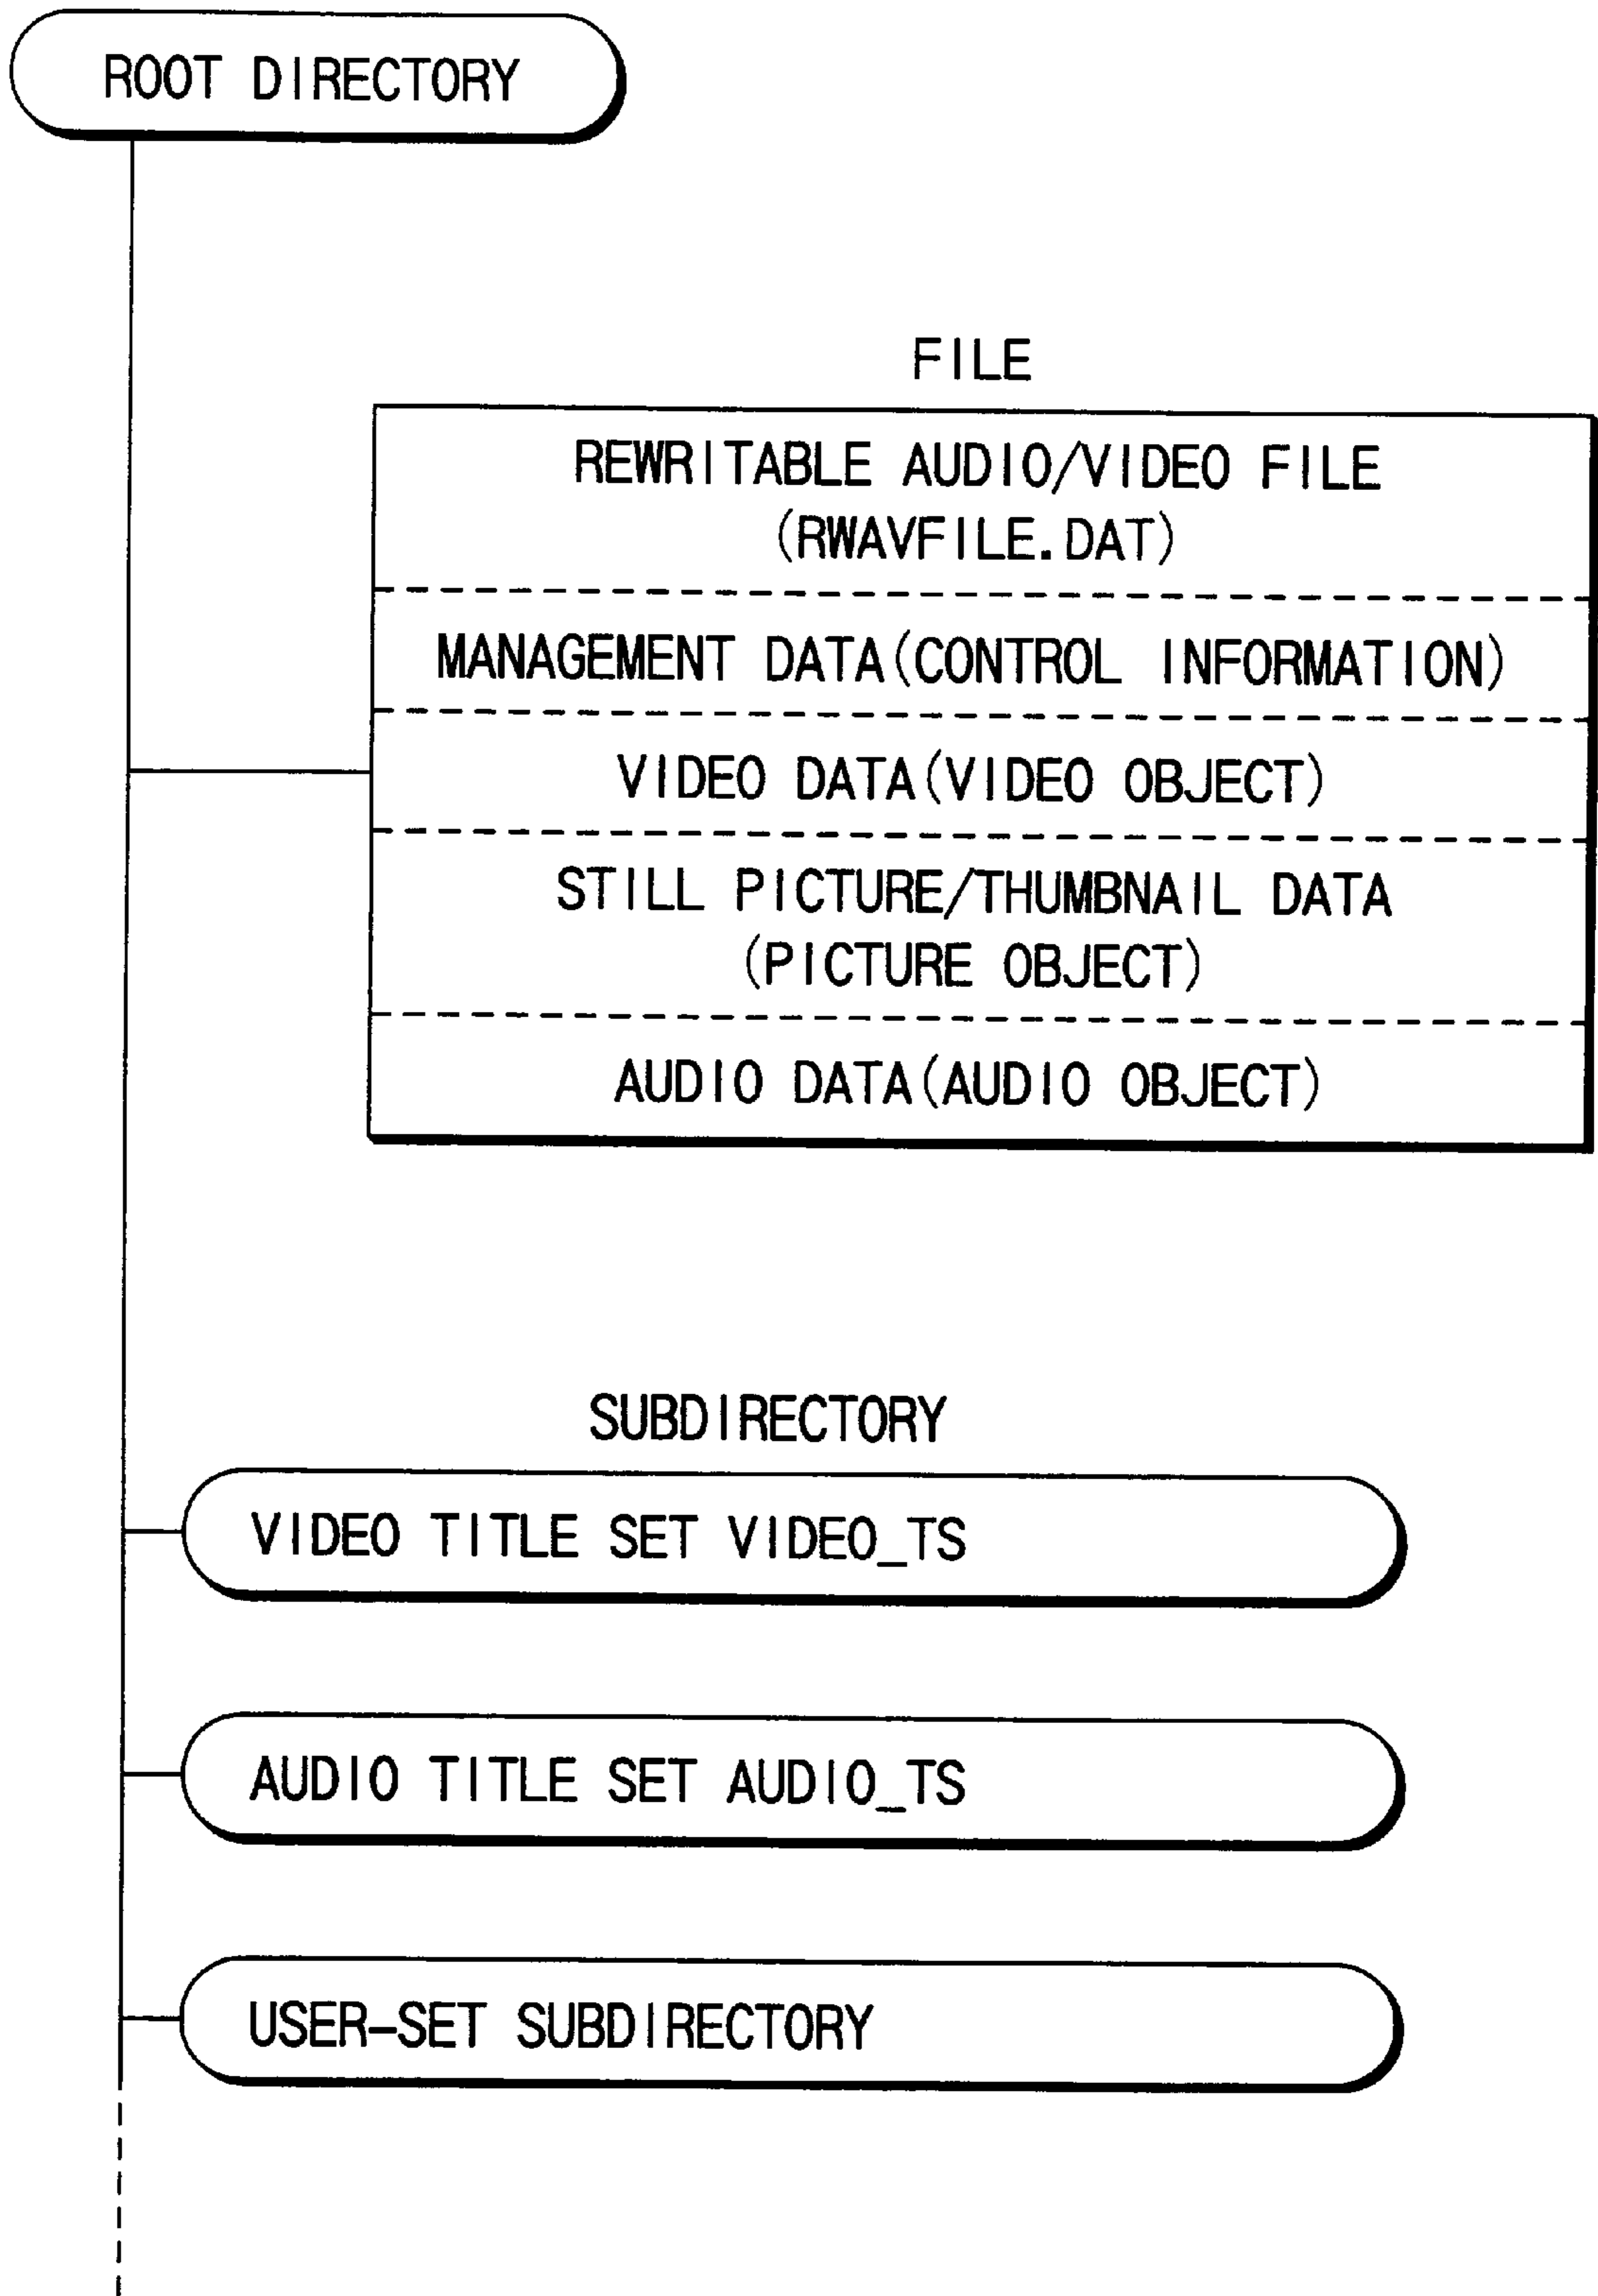 ROOT DIRECTORY
FILE
REWRITABLE AUDIO/VIDEO FILE
(RWAVFILE.DAT)
MANAGEMENT DATA(CONTROL INFORMATION)
VIDEO DATA(VIDEO OBJECT)
STILL PICTURE/THUMBNAIL DATA
(PICTURE OBJECT)
AUDIO DATA(AUDIO OBJECT)
SUBDIRECTORY
VIDEO TITLE SET VIDEO_TS
AUDIO TITLE SET AUDIO_TS
USER-SET SUBDIRECTORY